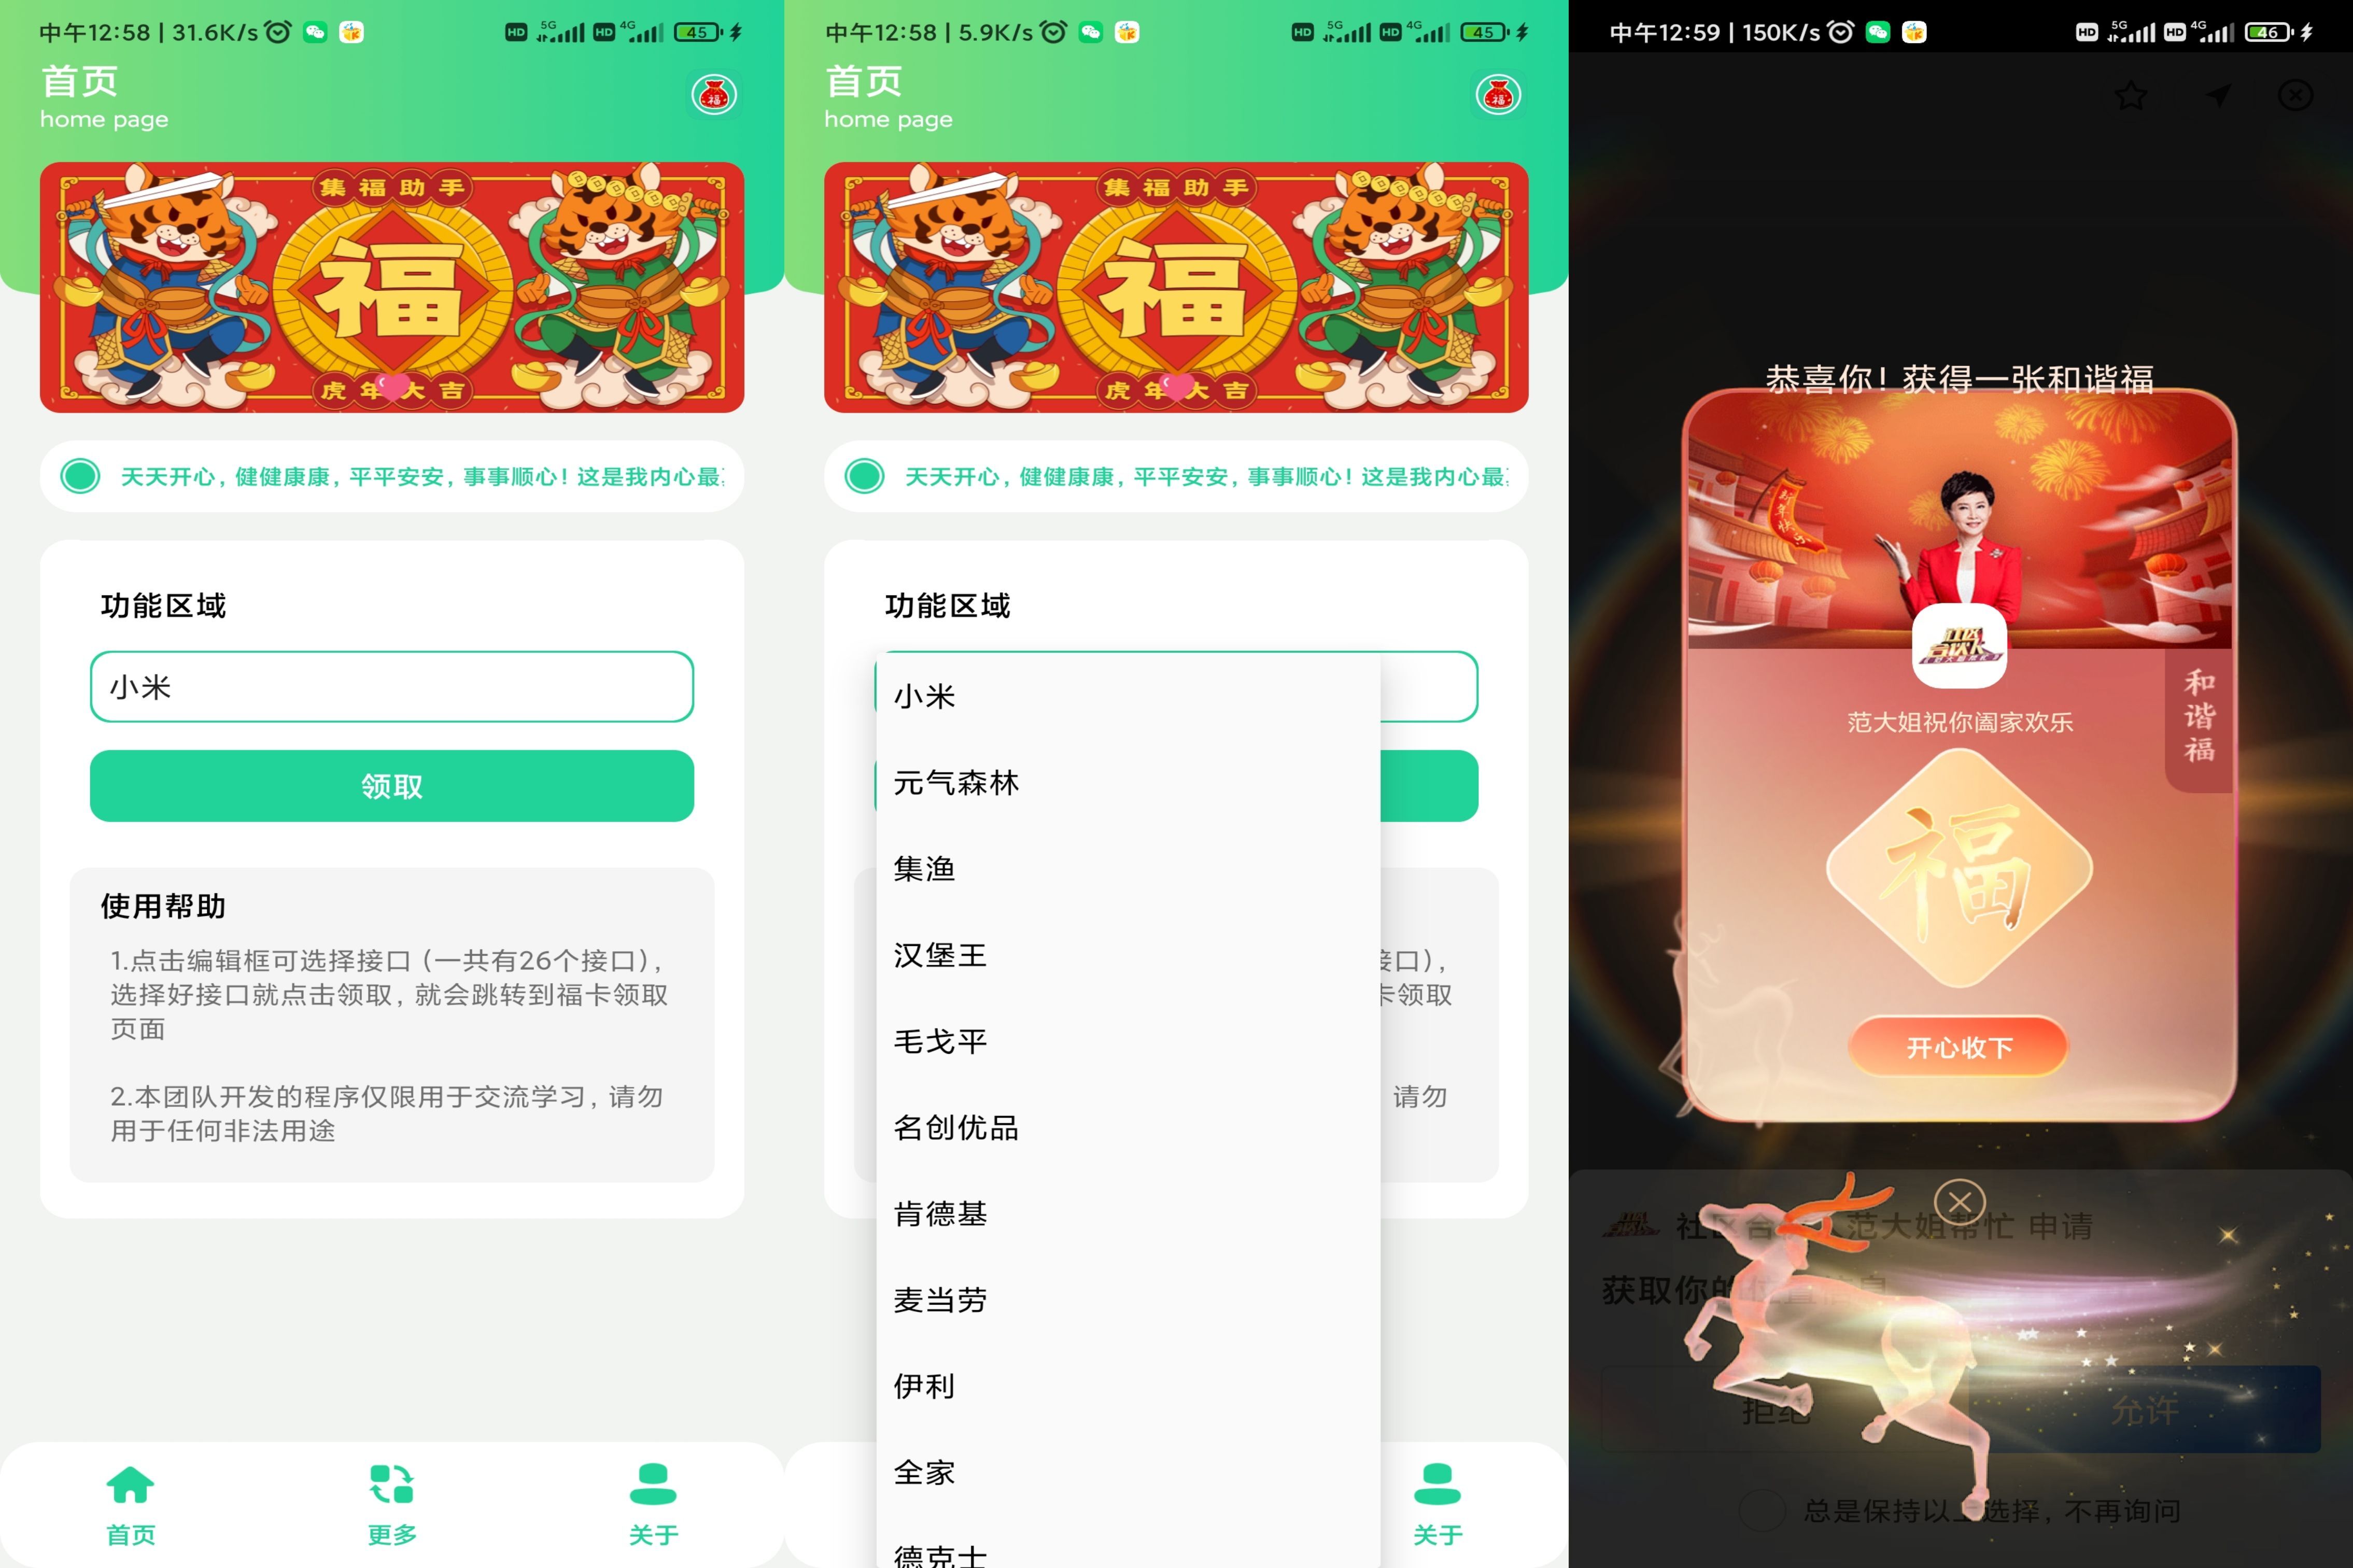 中午12:58 | 31.6K/s
HD 5G HD 4G 45
首页
home page
福
集福助手
福
虎年大吉
天天开心，健健康康，平平安安，事事顺心！这是我内心最
功能区域
小米
领取
使用帮助
1.点击编辑框可选择接口（一共有26个接口），
选择好接口就点击领取，就会跳转到福卡领取
页面
2.本团队开发的程序仅限用于交流学习，请勿
用于任何非法用途
首页
更多
关于
中午12:58 | 5.9K/s
HD 5G HD 4G 45
首页
home page
福
集福助手
福
虎年大吉
天天开心，健健康康，平平安安，事事顺心！这是我内心最
功能区域
小米
元气森林
集渔
汉堡王
毛戈平
名创优品
肯德基
麦当劳
伊利
全家
德克士
接口），
卡领取
请勿
关于
中午12:59 | 150K/s
HD 5G HD 4G 46
恭喜你！获得一张和谐福
新年快乐
范大姐祝你阖家欢乐
和谐福
福
开心收下
社区合伙人范大姐帮忙 申请
获取你的位置信息
拒绝
允许
总是保持以上选择，不再询问